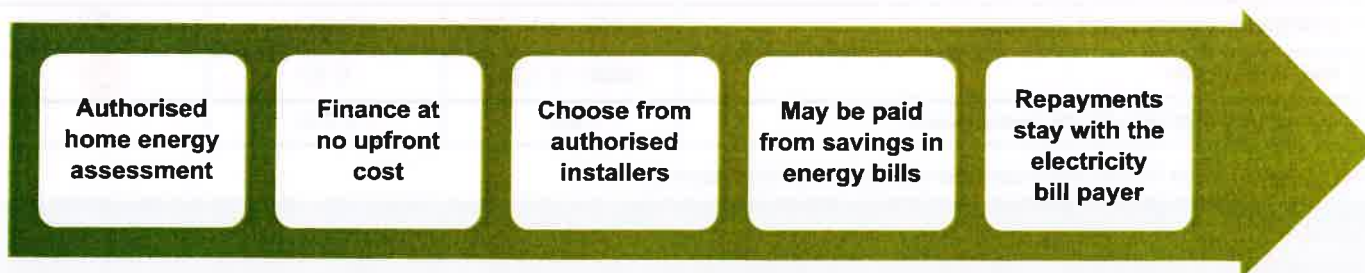 Authorised
home energy
assessment
Finance at
no upfront
cost
Choose from
authorised
installers
May be paid
from savings in
energy bills
Repayments
stay with the
electricity
bill payer